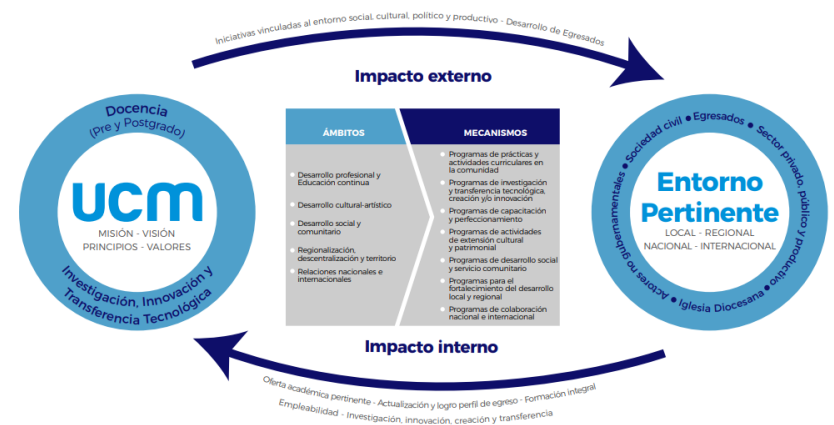 Iniciativas vinculadas al entorno social, cultural, político y productivo - Desarrollo de Egresados
Impacto externo
Docencia
(Pre y Postgrado)
UCM
MISIÓN - VISIÓN
PRINCIPIOS - VALORES
Investigación, Innovación y
Transferencia Tecnológica
ÁMBITOS
Desarrollo profesional y
Educación continua
Desarrollo cultural-artístico
Desarrollo social y
comunitario
Regionalización,
descentralización y territorio
Relaciones nacionales e
internacionales
MECANISMOS
Programas de prácticas y
actividades curriculares en
la comunidad
Programas de investigación
y transferencia tecnológica,
creación y/o innovación
Programas de capacitación
y perfeccionamiento
Programas de actividades
de extensión cultural
y patrimonial
Programas de desarrollo social
y servicio comunitario
Programas para el
fortalecimiento del desarrollo
local y regional
Programas de colaboración
nacional e internacional
Actores no gubernamentales • Sociedad civil • Egresados • Sector privado, público y productivo • Iglesia Diocesana •
Entorno
Pertinente
LOCAL - REGIONAL
NACIONAL - INTERNACIONAL
Impacto interno
Oferta académica pertinente - Actualización y logro perfil de egreso - Formación integral
Empleabilidad - Investigación, innovación, creación y transferencia